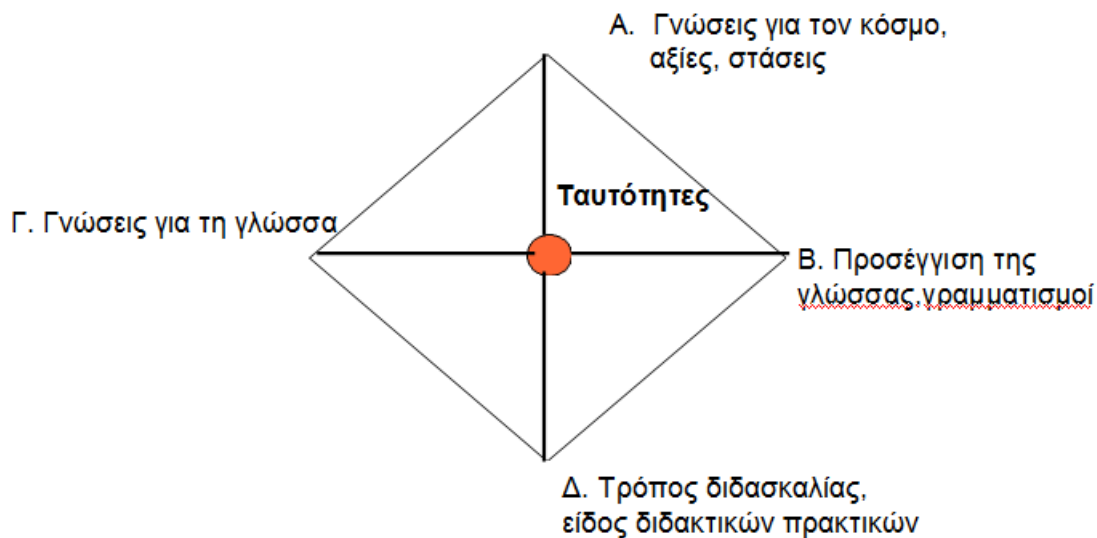 Α. Γνώσεις για τον κόσμο,
αξίες, στάσεις
Ταυτότητες
Γ. Γνώσεις για τη γλώσσα
Β. Προσέγγιση της
γλώσσας.γραμματισμοί
Δ. Τρόπος διδασκαλίας,
είδος διδακτικών πρακτικών